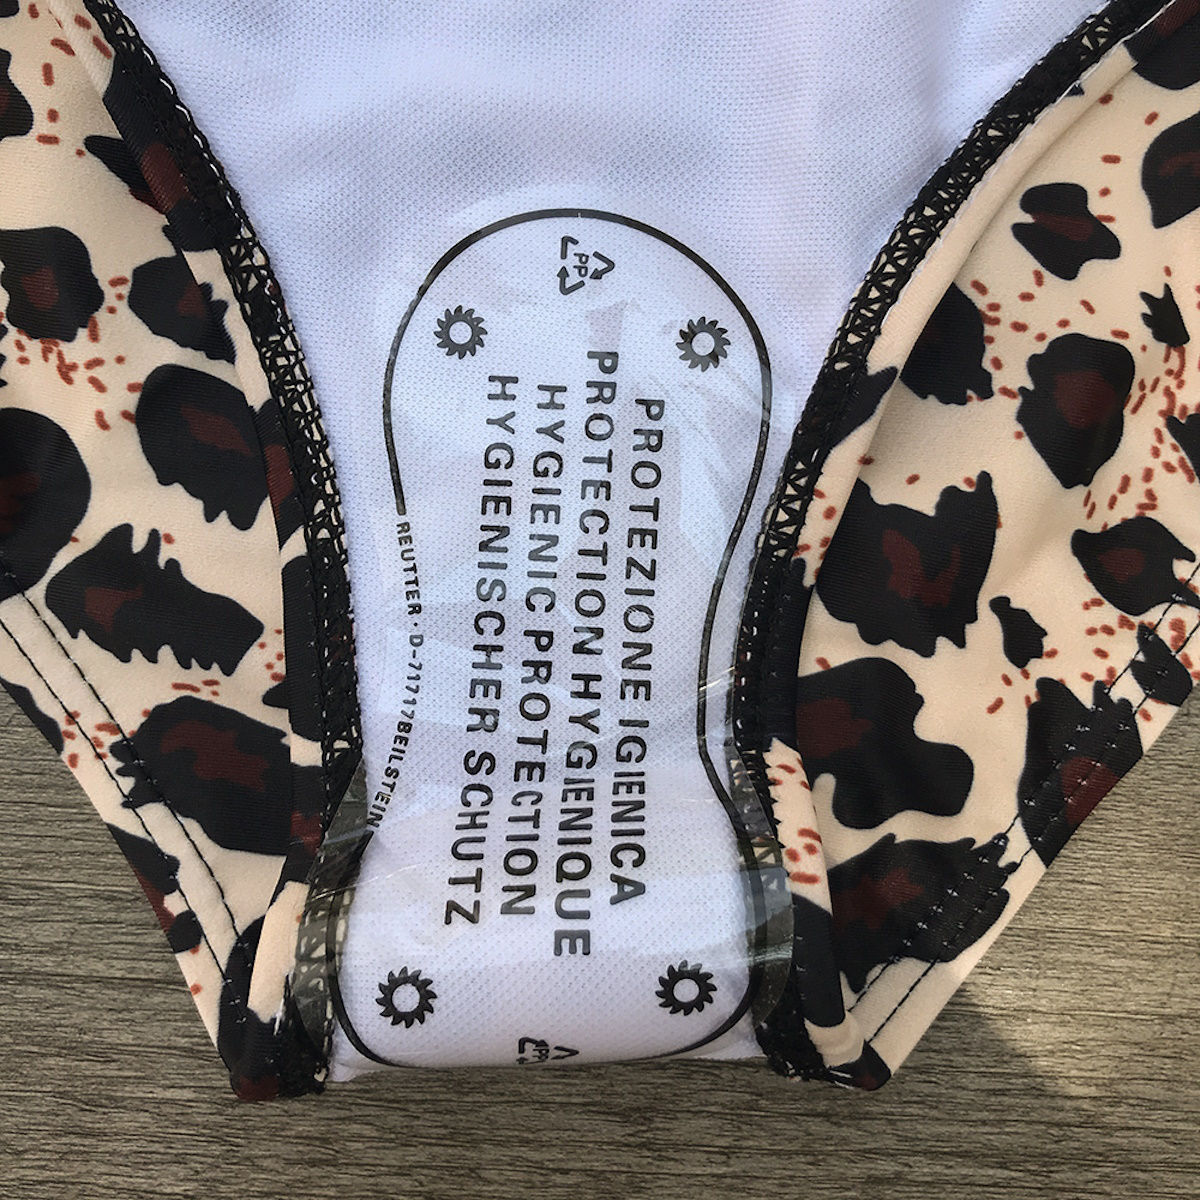 PP
PROTEZIONE IGIENICA
PROTECTION HYGIENIQUE
HYGIENIC PROTECTION
HYGIENISCHER SCHUTZ
REUTTER · D-71717 BEILSTEIN
PP